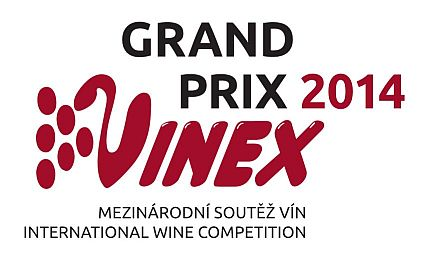 GRAND
PRIX 2014
VINEX
MEZINÁRODNÍ SOUTĚŽ VÍN
INTERNATIONAL WINE COMPETITION